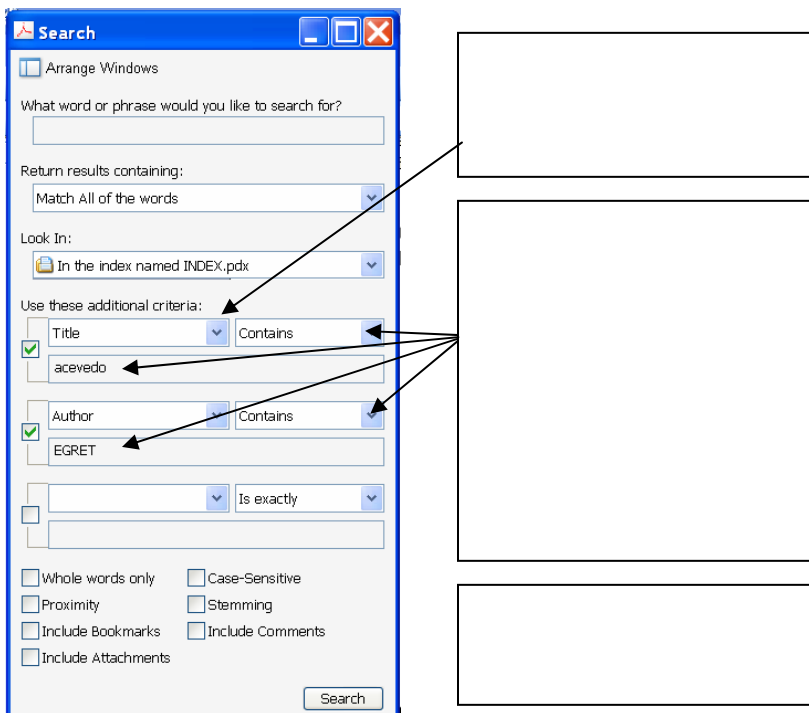 Search
Arrange Windows
What word or phrase would you like to search for?
Return results containing:
Match All of the words
Look In:
In the index named INDEX.pdx
Use these additional criteria:
Title Contains
acevedo
Author Contains
EGRET
Is exactly
Whole words only Case-Sensitive
Proximity Stemming
Include Bookmarks Include Comments
Include Attachments
Search